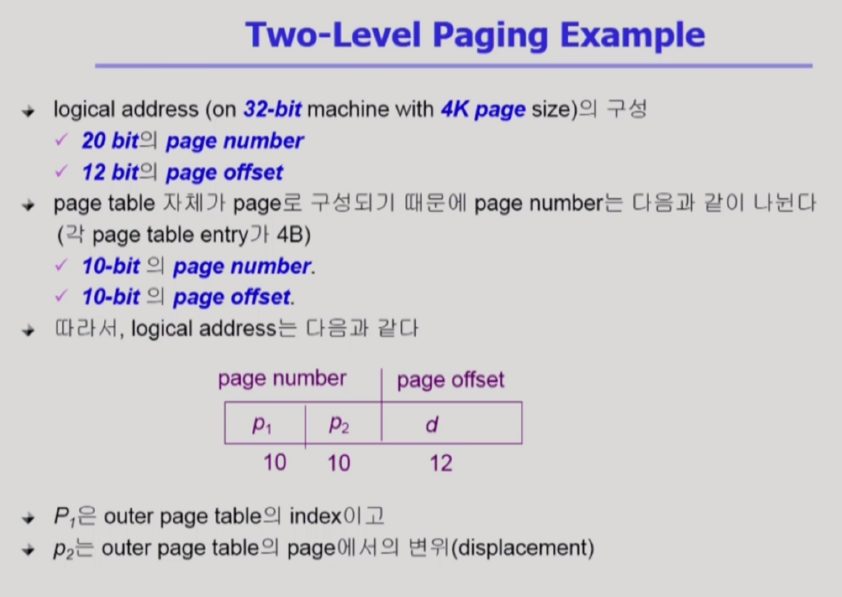 Two-Level Paging Example
logical address (on 32-bit machine with 4K page size)의 구성
20 bit의 page number
12 bit의 page offset
page table 자체가 page로 구성되기 때문에 page number는 다음과 같이 나뉜다
(각 page table entry가 4B)
10-bit 의 page number.
10-bit 의 page offset.
따라서, logical address는 다음과 같다
page number page offset
p₁ p₂ d
10 10 12
P₁은 outer page table의 index이고
p₂는 outer page table의 page에서의 변위(displacement)